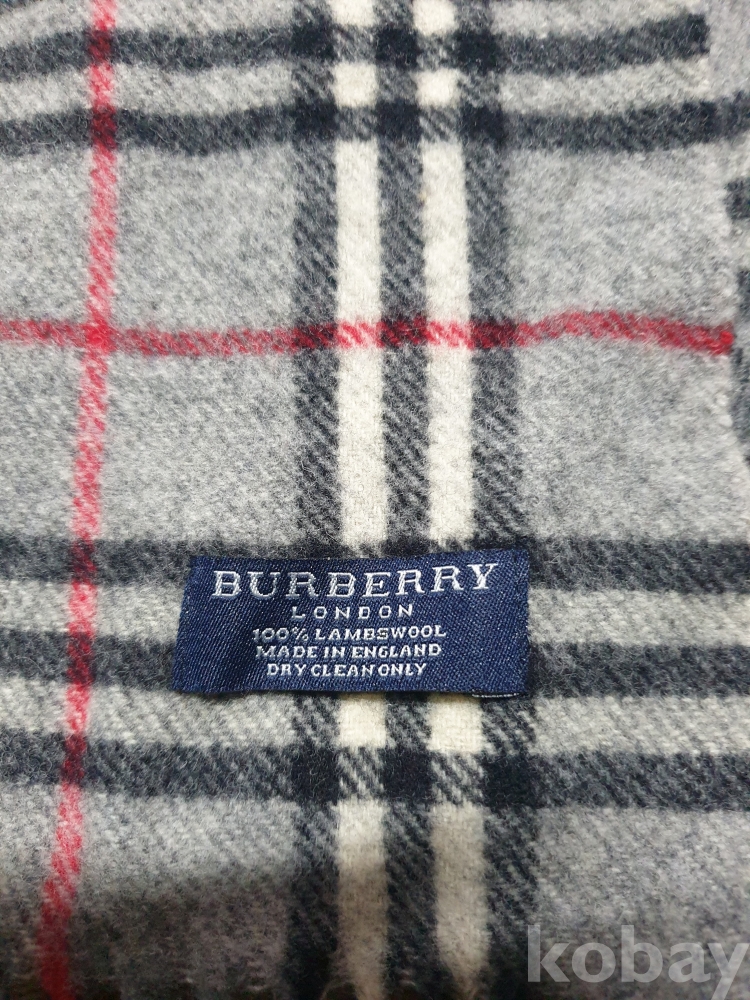 BURBERRY
LONDON
100% LAMBSWOOL
MADE IN ENGLAND
DRY CLEAN ONLY
kobay